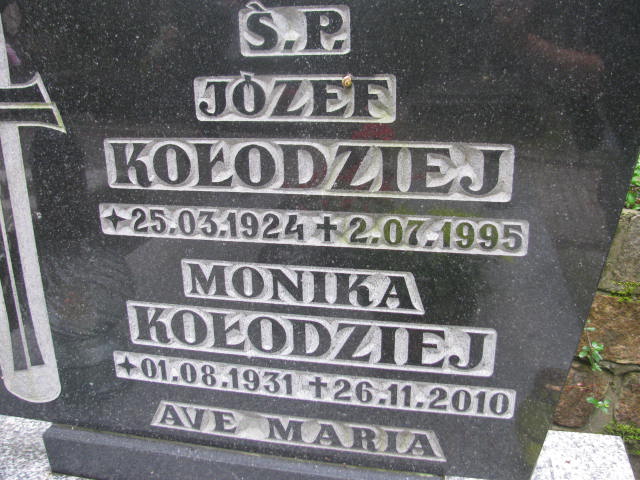 Ś.P.
JÓZEF
KOŁODZIEJ
✦25.03.1924 ✝ 2.07.1995
MONIKA
KOŁODZIEJ
✦01.08.1931 ✝26.11.2010
AVE MARIA